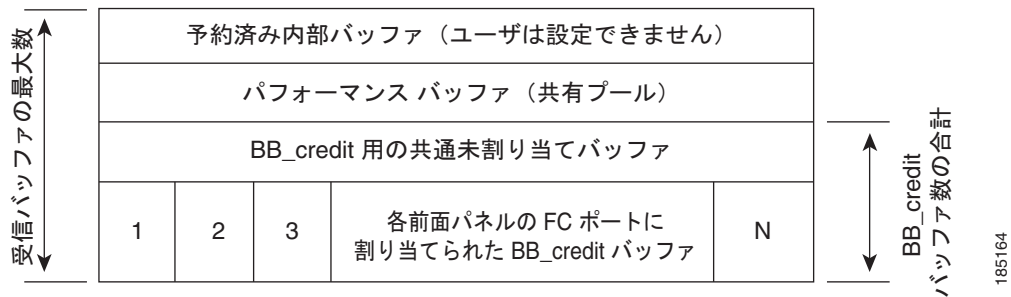 受信バッファの最大数
予約済み内部バッファ（ユーザは設定できません）
パフォーマンス バッファ（共有プール）
BB_credit 用の共通未割り当てバッファ
1
2
3
各前面パネルの FC ポートに
割り当てられた BB_credit バッファ
N
BB_credit
バッファ数の合計
185164